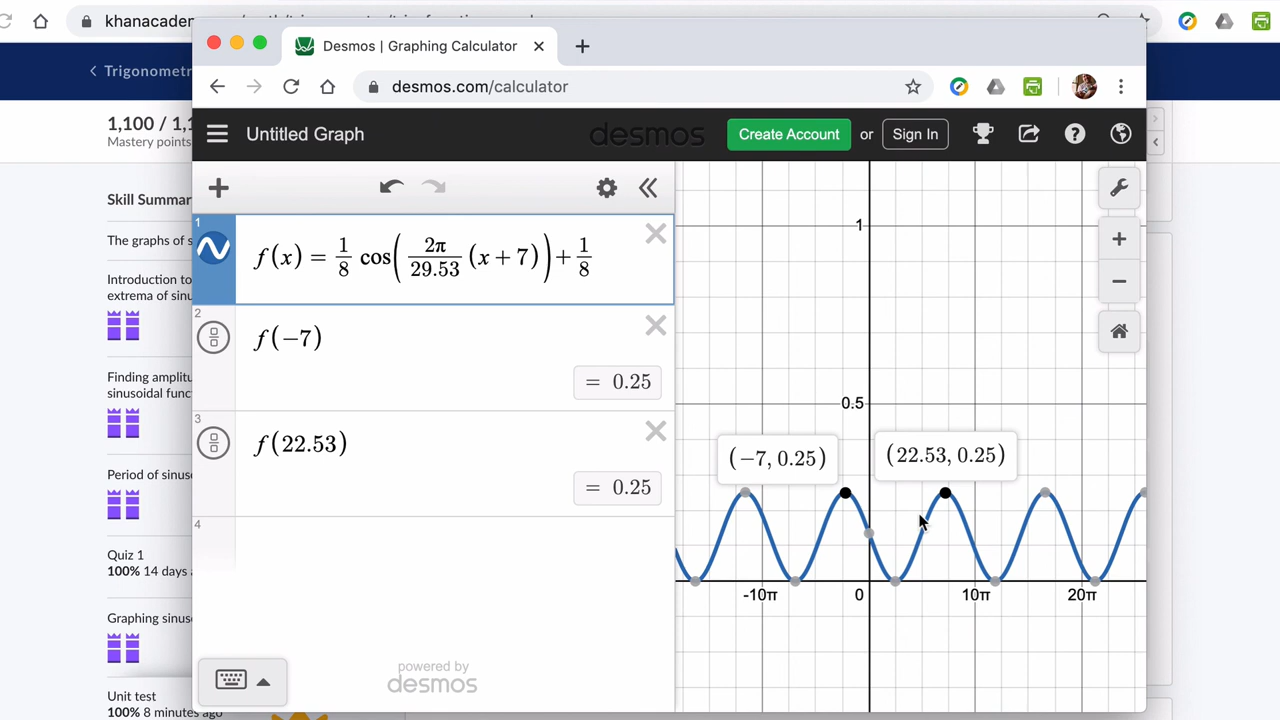 khanacaden
Desmos | Graphing Calculator
desmos.com/calculator
Trigonometr
1,100 / 1,1
Mastery points
Untitled Graph
desmos
Create Account or Sign In
Skill Summar
The graphs of s
Introduction to
extrema of sinu
Finding amplitu
sinusoidal func
Period of sinus
Quiz 1
100% 14 days a
Graphing sinus
Unit test
100% 8 minutes ago
1
f(x) = 1/8 cos(2π/29.53 (x + 7)) + 1/8
2
f(−7)
= 0.25
3
f(22.53)
= 0.25
4
powered by
desmos
1
0.5
(−7, 0.25)
(22.53, 0.25)
-10π 0 10π 20π